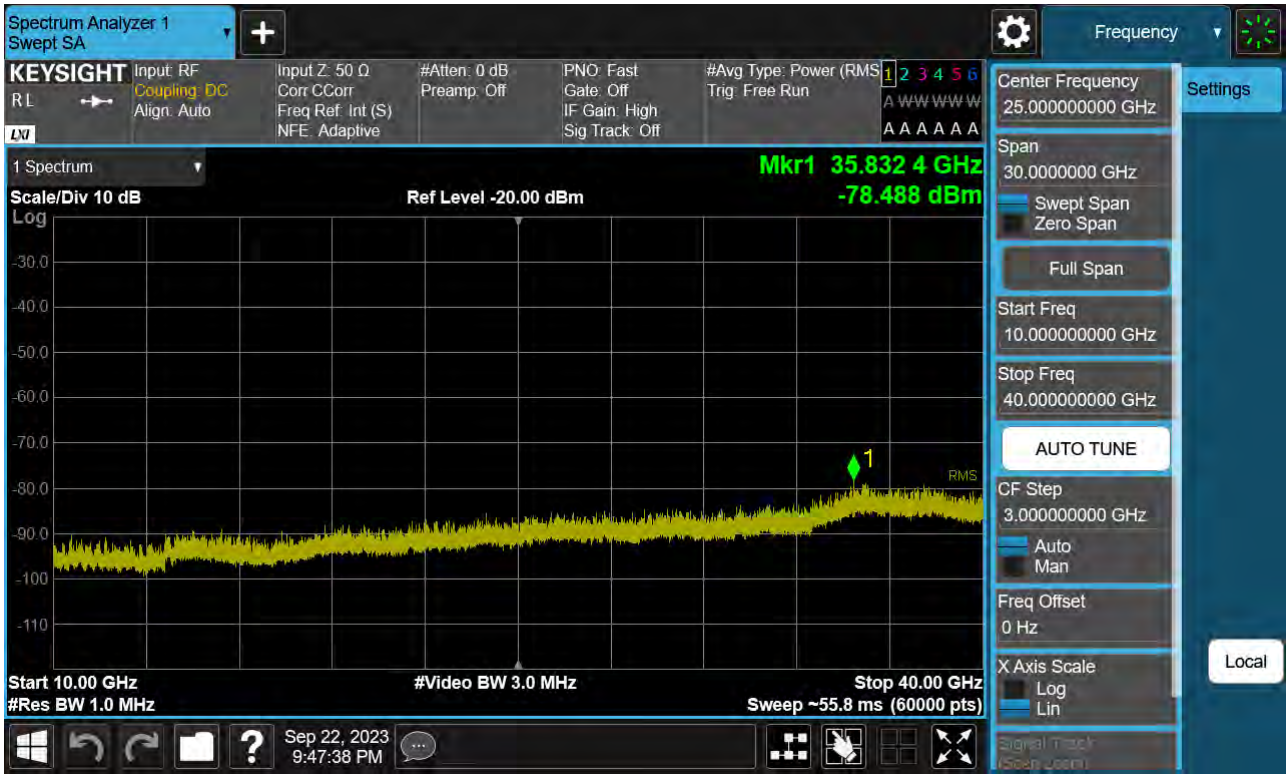 Spectrum Analyzer 1
Swept SA
+
Frequency
KEYSIGHT
RL
LXI
Input: RF
Coupling: DC
Align: Auto
Input Z: 50 Ω
Corr CCorr
Freq Ref: Int (S)
NFE: Adaptive
#Atten: 0 dB
Preamp: Off
PNO: Fast
Gate: Off
IF Gain: High
Sig Track: Off
#Avg Type: Power (RMS
Trig: Free Run
1 2 3 4 5 6
A W W W W W
A A A A A A
1 Spectrum
Mkr1 35.832 4 GHz
-78.488 dBm
Scale/Div 10 dB
Ref Level -20.00 dBm
Log
-30.0
-40.0
-50.0
-60.0
-70.0
-80.0
-90.0
-100
-110
1
RMS
Start 10.00 GHz
#Video BW 3.0 MHz
Stop 40.00 GHz
#Res BW 1.0 MHz
Sweep ~55.8 ms (60000 pts)
?
Sep 22, 2023
9:47:38 PM
Center Frequency
25.000000000 GHz
Settings
Span
30.0000000 GHz
Swept Span
Zero Span
Full Span
Start Freq
10.000000000 GHz
Stop Freq
40.000000000 GHz
AUTO TUNE
CF Step
3.000000000 GHz
Auto
Man
Freq Offset
0 Hz
X Axis Scale
Log
Lin
Local
Signal Track
(Span Zoom)